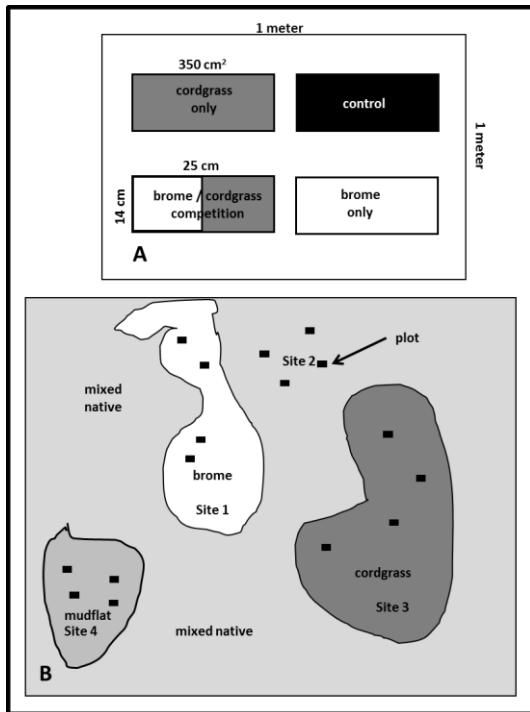 1 meter
350 cm²
cordgrass
only
control
1 meter
25 cm
14 cm
brome / cordgrass
competition
brome
only
A
plot
Site 2
mixed
native
brome
Site 1
cordgrass
Site 3
mudflat
Site 4
mixed native
B